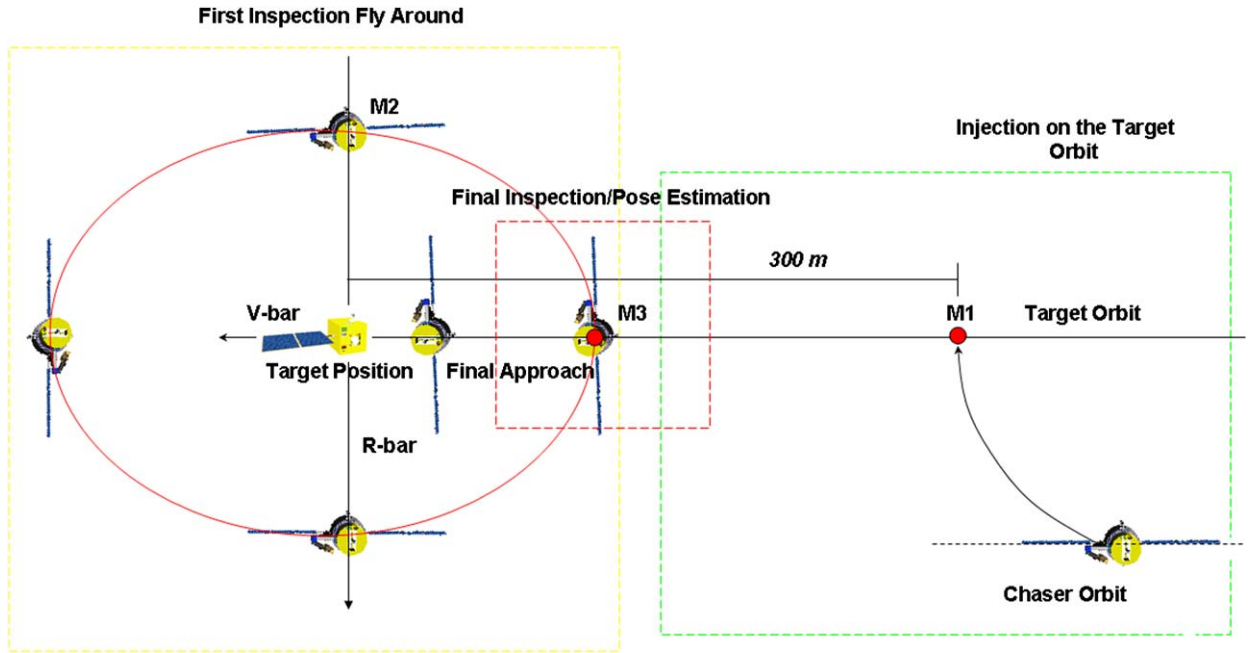 First Inspection Fly Around
M2
Injection on the Target
Orbit
Final Inspection/Pose Estimation
300 m
V-bar
M3
M1
Target Orbit
Target Position
Final Approach
R-bar
Chaser Orbit